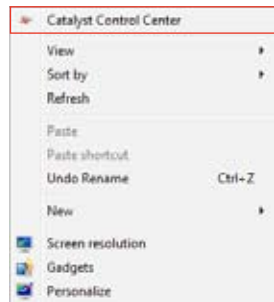 Catalyst Control Center
View
Sort by
Refresh
Paste
Paste shortcut
Undo Rename Ctrl+Z
New
Screen resolution
Gadgets
Personalize